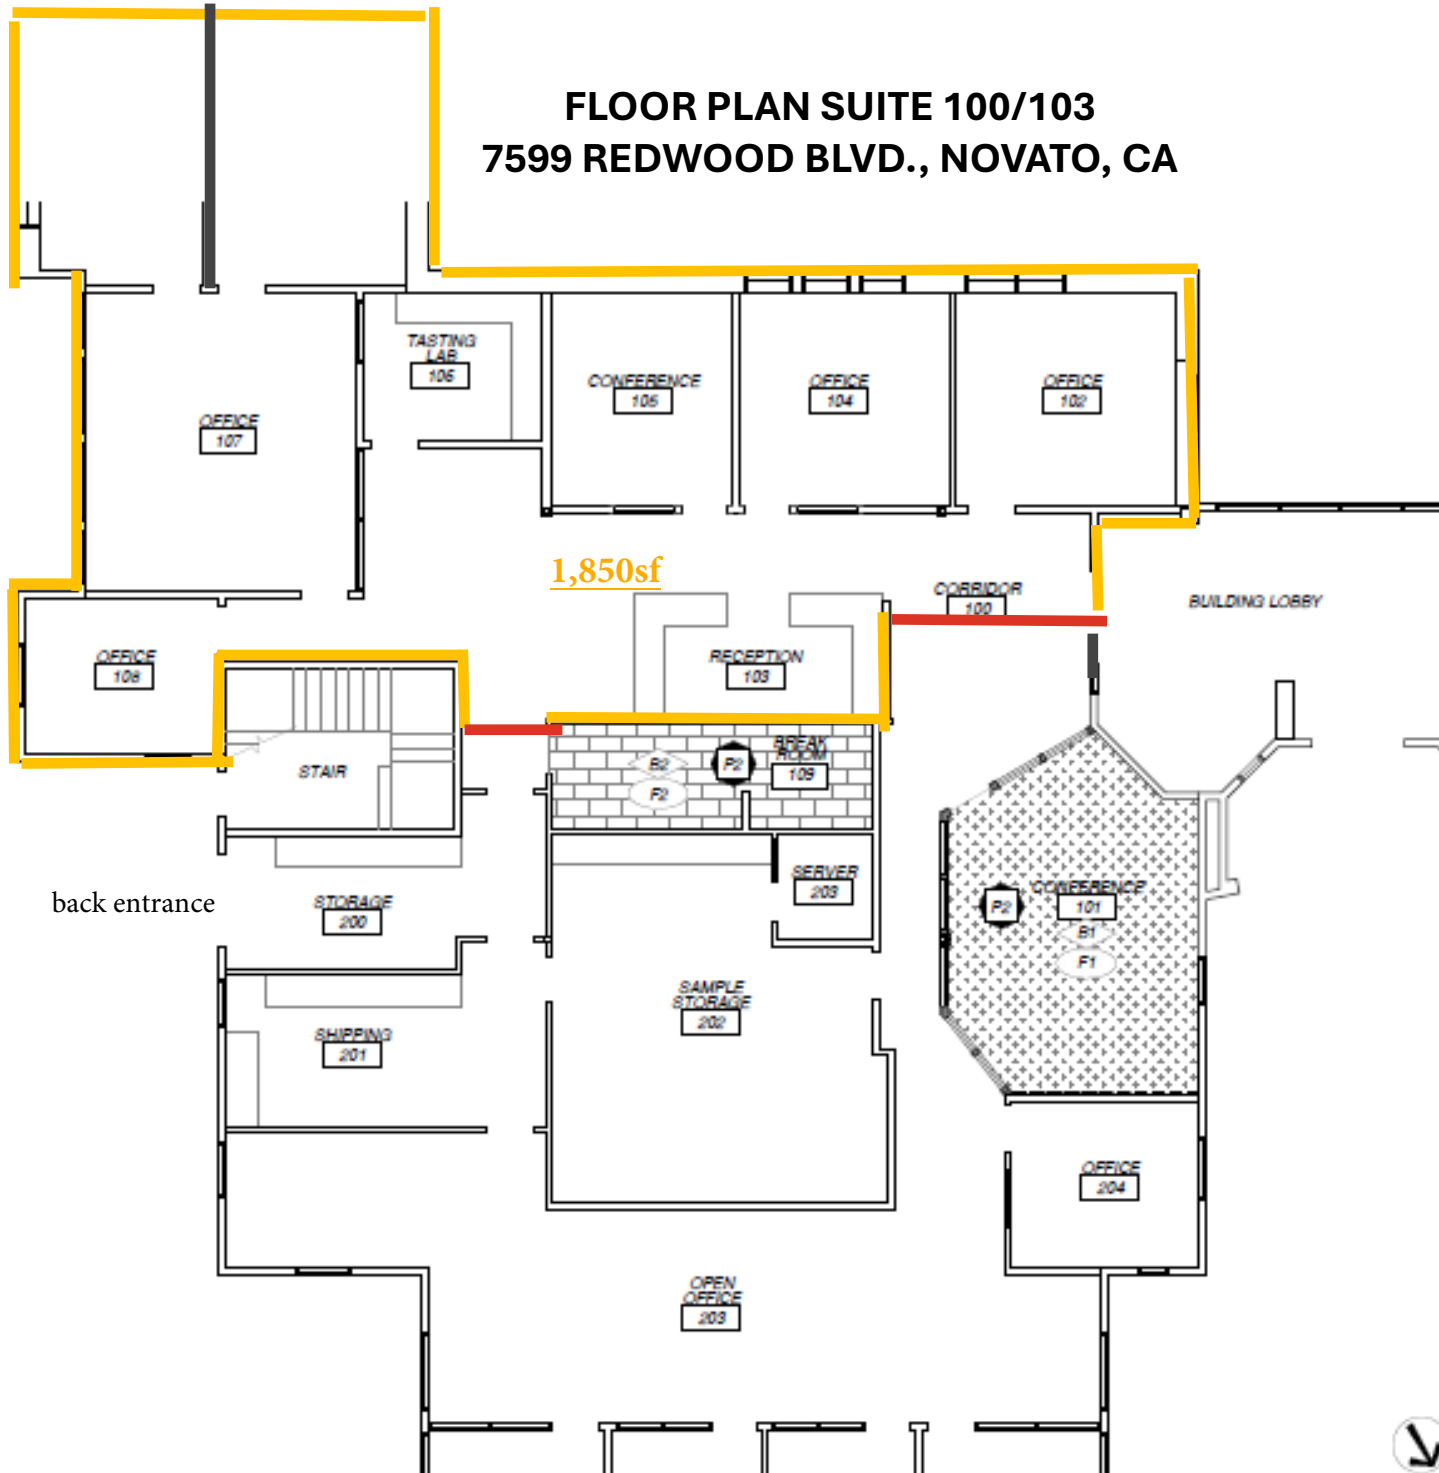 FLOOR PLAN SUITE 100/103
7599 REDWOOD BLVD., NOVATO, CA
TASTING
LAB
106
CONFERENCE
105
OFFICE
104
OFFICE
102
OFFICE
107
1,850sf
CORRIDOR
100
BUILDING LOBBY
OFFICE
108
RECEPTION
103
STAIR
B2
F2
P2
BREAK
ROOM
109
back entrance
STORAGE
200
SERVER
203
P2
CONFERENCE
101
B1
F1
SAMPLE
STORAGE
202
SHIPPING
201
OFFICE
204
OPEN
OFFICE
203